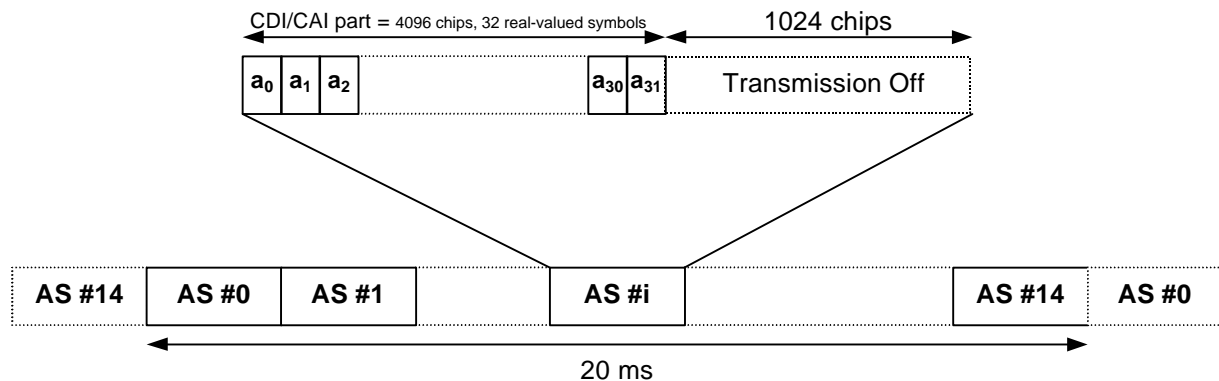 CDI/CAI part = 4096 chips, 32 real-valued symbols
1024 chips
a0 a1 a2 a30 a31 Transmission Off
AS #14 AS #0 AS #1 AS #i AS #14 AS #0
20 ms